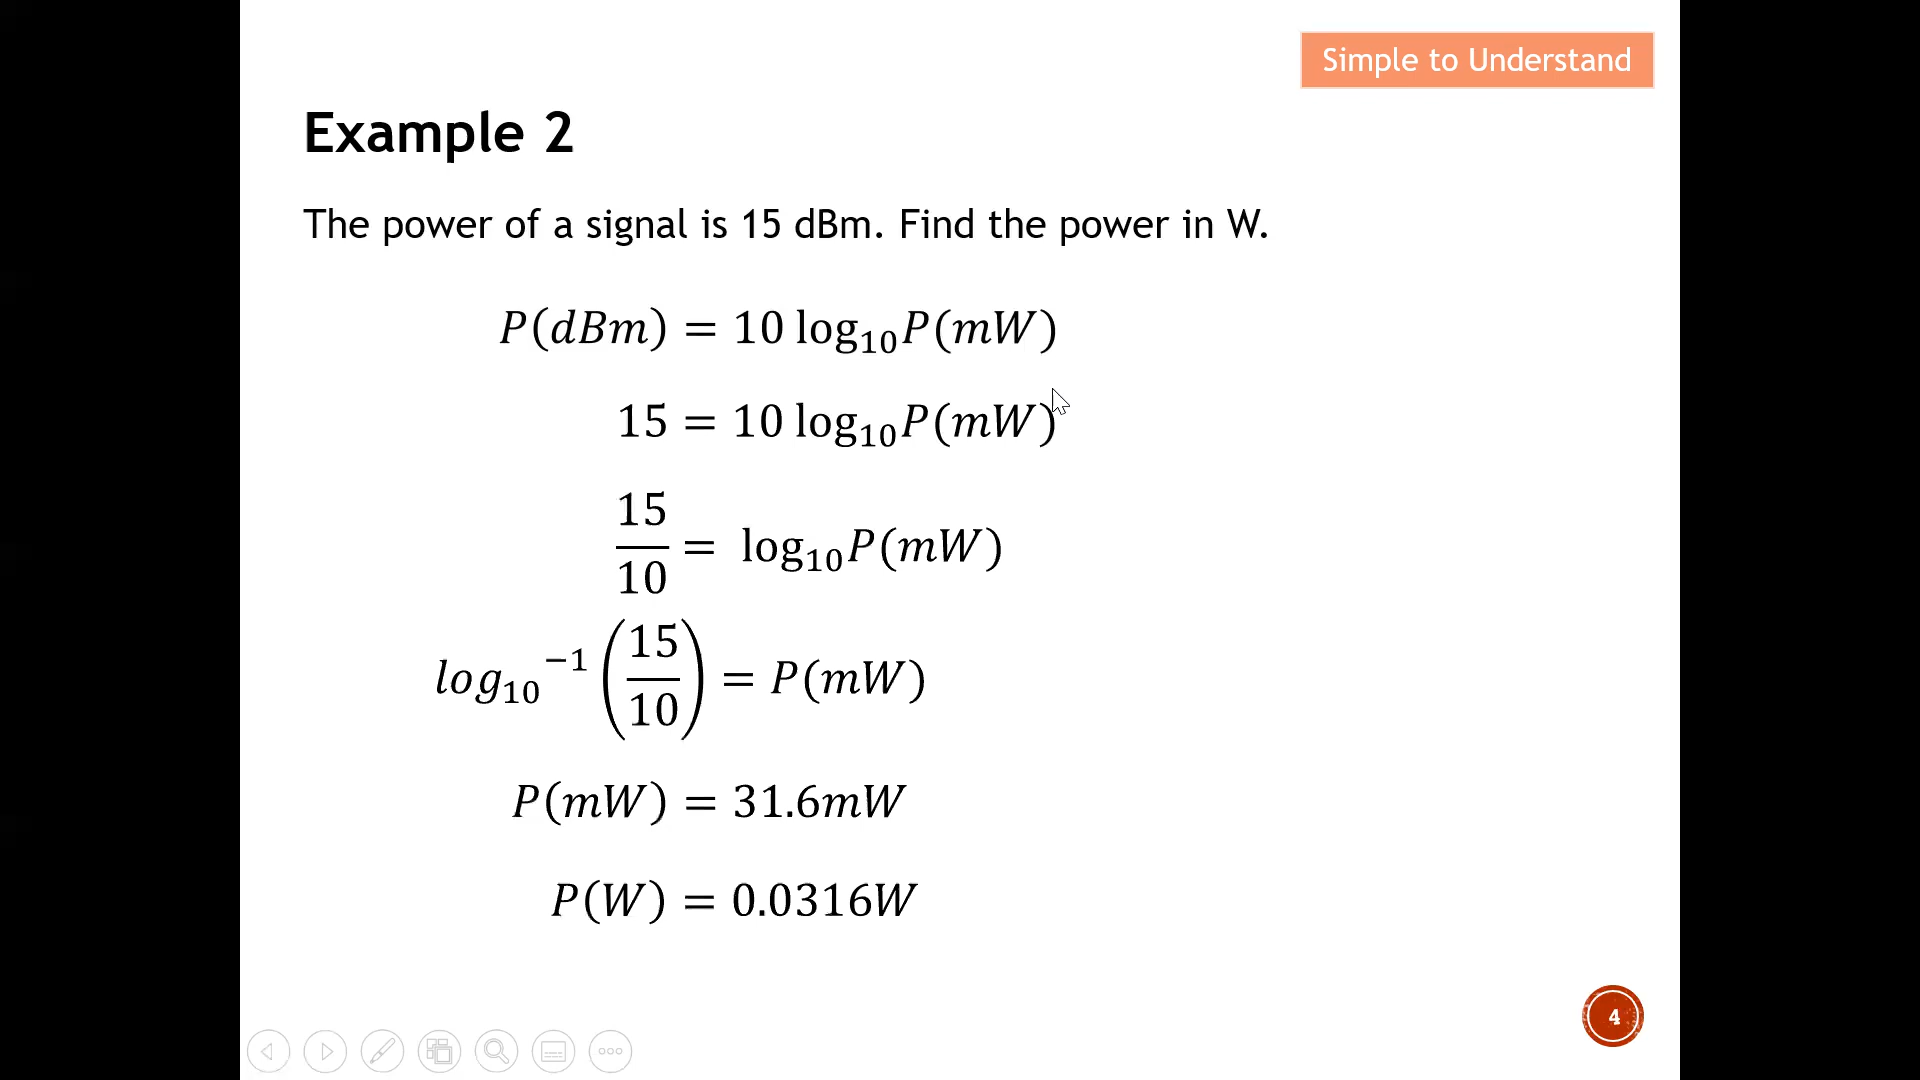 Simple to Understand
Example 2
The power of a signal is 15 dBm. Find the power in W.
P(dBm) = 10 log₁₀P(mW)
15 = 10 log₁₀P(mW)
15/10 = log₁₀P(mW)
log₁₀⁻¹(15/10) = P(mW)
P(mW) = 31.6mW
P(W) = 0.0316W
4